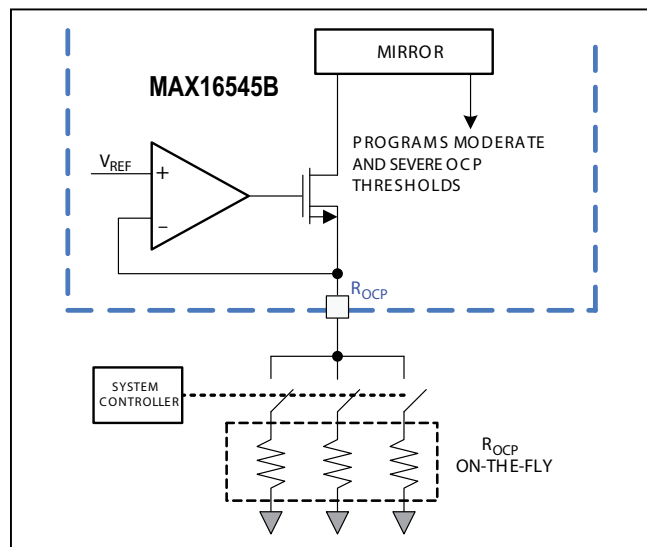 MIRROR
MAX16545B
PROGRAMS MODERATE
AND SEVERE OCP
THRESHOLDS
VREF
+
–
ROCP
SYSTEM
CONTROLLER
ROCP
ON-THE-FLY